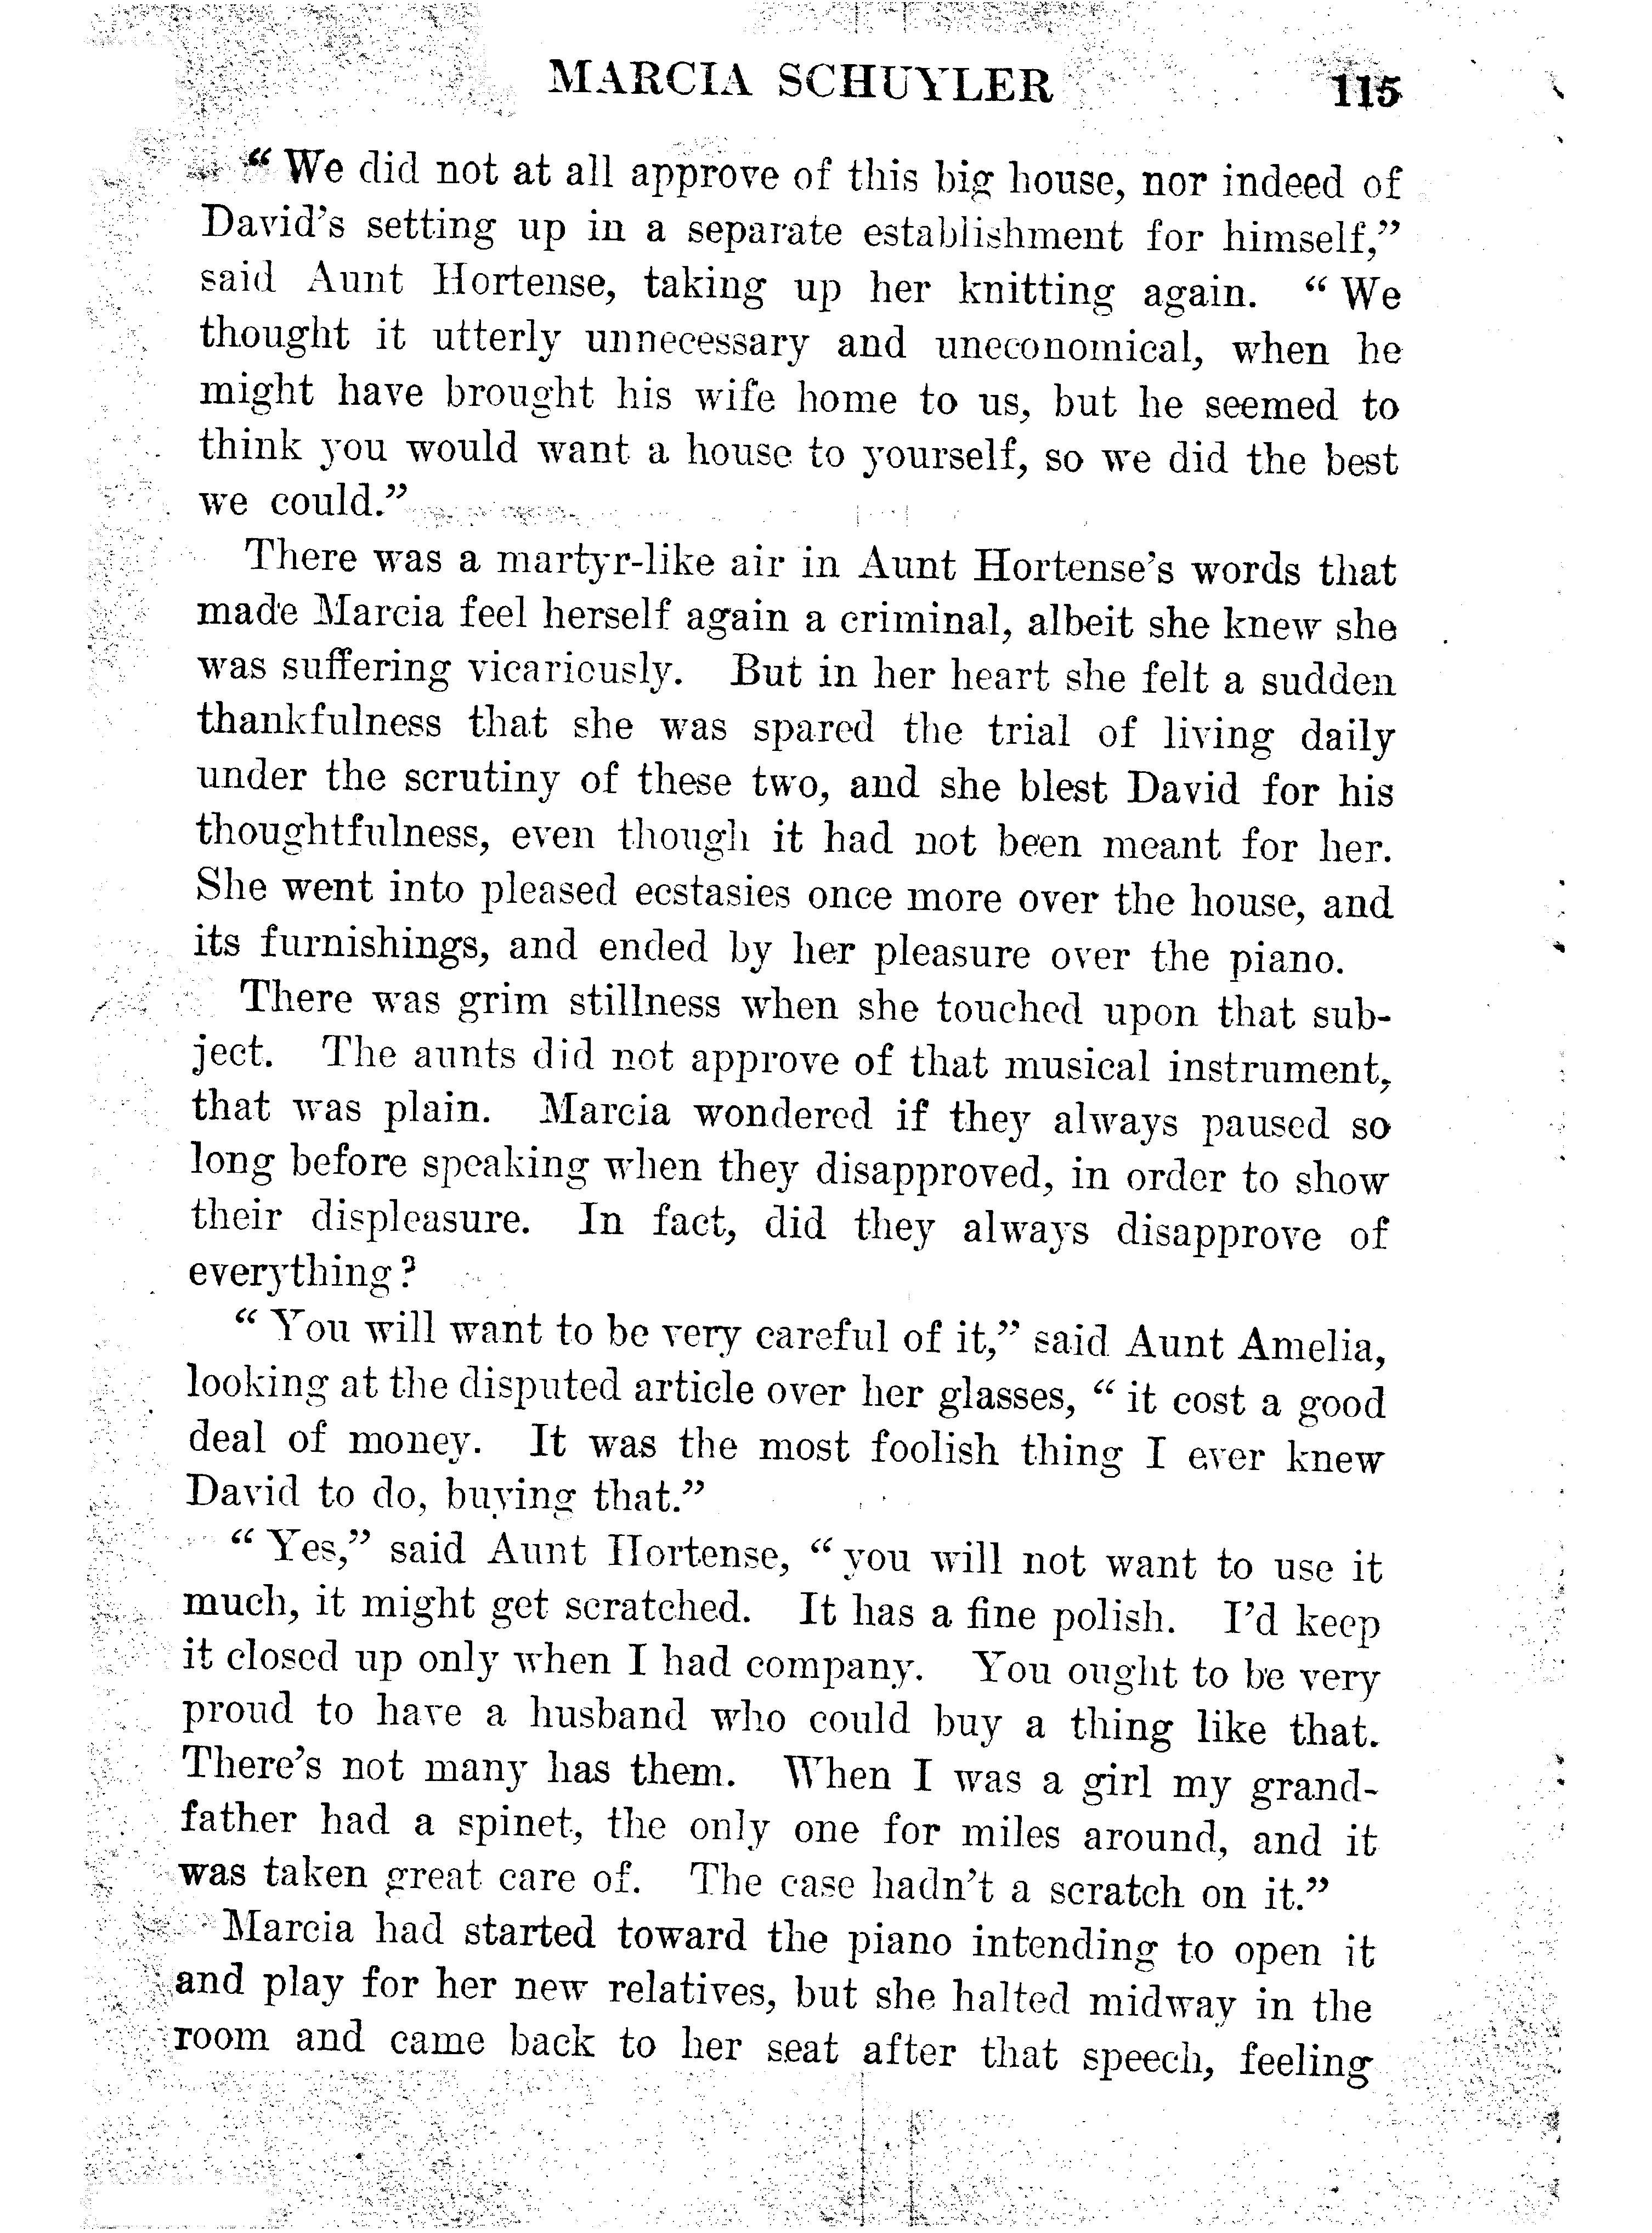 MARCIA SCHUYLER 115
“ We did not at all approve of this big house, nor indeed of
David’s setting up in a separate establishment for himself,”
said Aunt Hortense, taking up her knitting again. “ We
thought it utterly unnecessary and uneconomical, when he
might have brought his wife home to us, but he seemed to
think you would want a house to yourself, so we did the best
we could.”
There was a martyr-like air in Aunt Hortense’s words that
made Marcia feel herself again a criminal, albeit she knew she
was suffering vicariously. But in her heart she felt a sudden
thankfulness that she was spared the trial of living daily
under the scrutiny of these two, and she blest David for his
thoughtfulness, even though it had not been meant for her.
She went into pleased ecstasies once more over the house, and
its furnishings, and ended by her pleasure over the piano.
There was grim stillness when she touched upon that sub-
ject. The aunts did not approve of that musical instrument,
that was plain. Marcia wondered if they always paused so
long before speaking when they disapproved, in order to show
their displeasure. In fact, did they always disapprove of
everything?
“ You will want to be very careful of it,” said Aunt Amelia,
looking at the disputed article over her glasses, “ it cost a good
deal of money. It was the most foolish thing I ever knew
David to do, buying that.”
“ Yes,” said Aunt Hortense, “ you will not want to use it
much, it might get scratched. It has a fine polish. I’d keep
it closed up only when I had company. You ought to be very
proud to have a husband who could buy a thing like that.
There’s not many has them. When I was a girl my grand-
father had a spinet, the only one for miles around, and it
was taken great care of. The case hadn’t a scratch on it.”
Marcia had started toward the piano intending to open it
and play for her new relatives, but she halted midway in the
room and came back to her seat after that speech, feeling